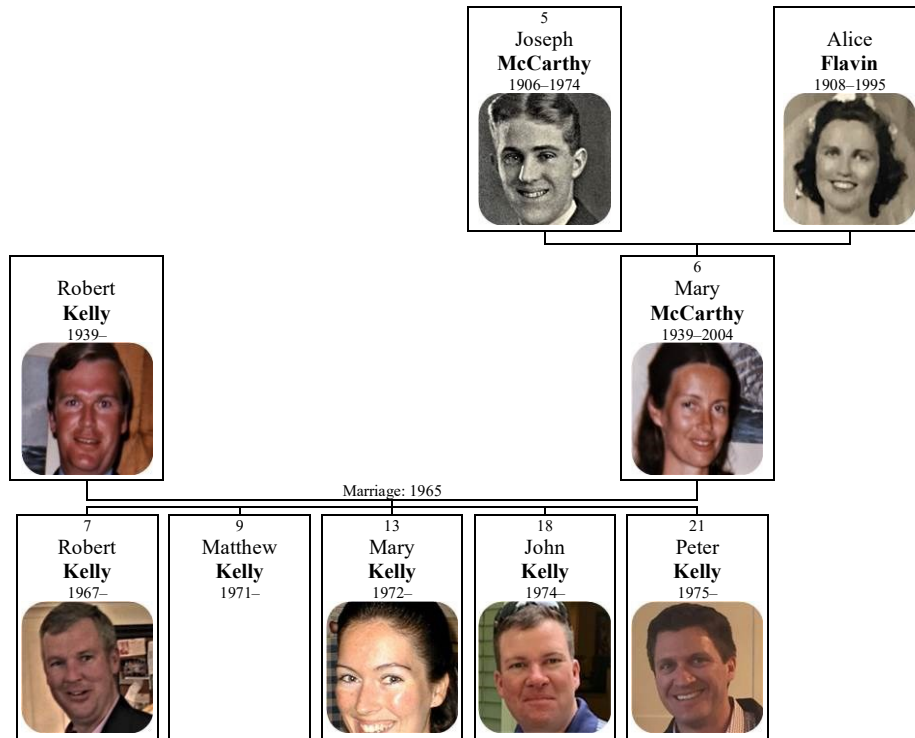 5
Joseph
McCarthy
1906–1974
Alice
Flavin
1908–1995
Robert
Kelly
1939–
6
Mary
McCarthy
1939–2004
Marriage: 1965
7
Robert
Kelly
1967–
9
Matthew
Kelly
1971–
13
Mary
Kelly
1972–
18
John
Kelly
1974–
21
Peter
Kelly
1975–